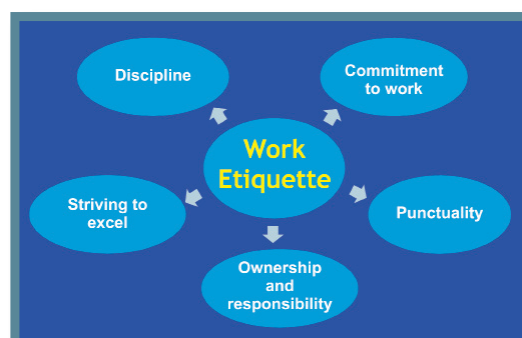 Discipline
Commitment
to work
Work
Etiquette
Striving to
excel
Punctuality
Ownership
and
responsibility